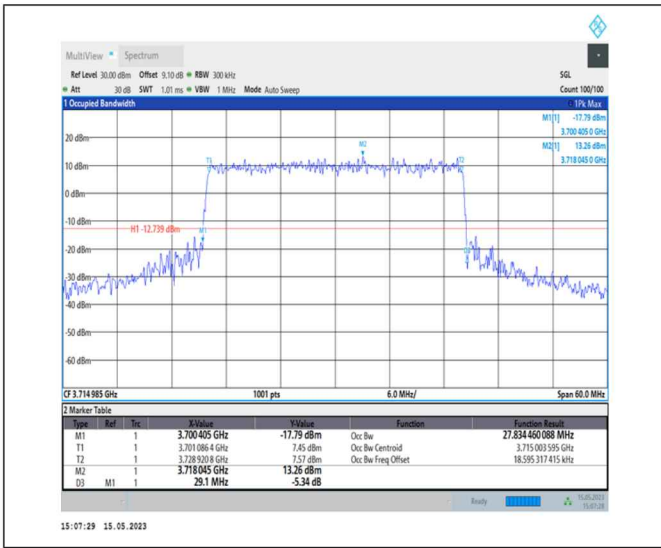 MultiView Spectrum
Ref Level 30.00 dBm Offset 9.10 dB RBW 300 kHz SGL
Att 30 dB SWT 1.01 ms VBW 1 MHz Mode Auto Sweep Count 100/100
1 Occupied Bandwidth 1Pk Max
M1[1] -17.79 dBm
3.700 405 0 GHz
M2[1] 13.26 dBm
3.718 045 0 GHz
20 dBm
M2
T1 T2
10 dBm
0 dBm
-10 dBm
H1 -12.739 dBm M1
D3
-20 dBm
-30 dBm
-40 dBm
-50 dBm
-60 dBm
CF 3.714 985 GHz 1001 pts 6.0 MHz/ Span 60.0 MHz
2 Marker Table
Type Ref Trc X-Value Y-Value Function Function Result
M1 1 3.700 405 GHz -17.79 dBm Occ Bw 27.834 460 088 MHz
T1 1 3.701 086 4 GHz 7.45 dBm Occ Bw Centroid 3.715 003 595 GHz
T2 1 3.728 920 8 GHz 7.57 dBm Occ Bw Freq Offset 18.595 317 415 kHz
M2 1 3.718 045 GHz 13.26 dBm
D3 M1 1 29.1 MHz -5.34 dB
Ready 15.05.2023
15:07:28
15:07:29 15.05.2023